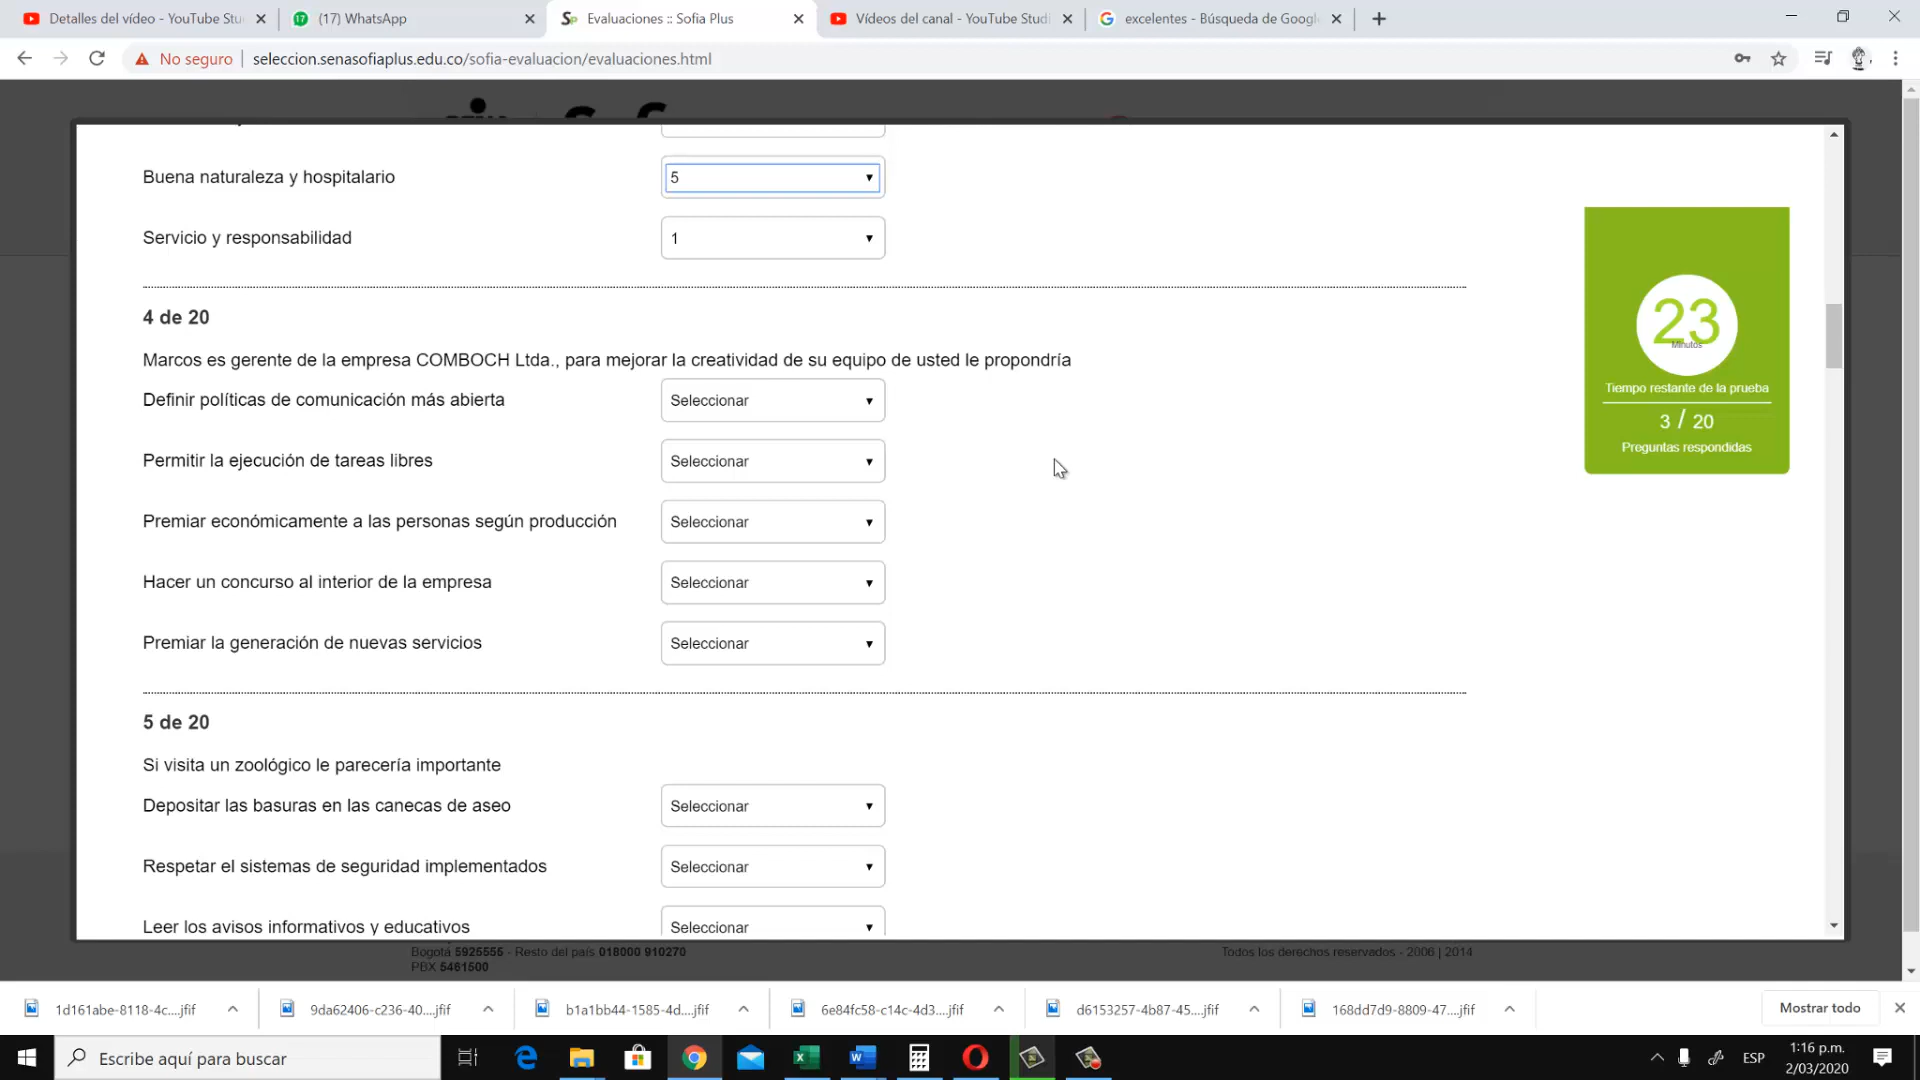 Detalles del vídeo - YouTube Stu
(17) WhatsApp
Evaluaciones :: Sofia Plus
Vídeos del canal - YouTube Studi
excelentes - Búsqueda de Googl
No seguro
seleccion.senasofiaplus.edu.co/sofia-evaluacion/evaluaciones.html
Buena naturaleza y hospitalario
5
Servicio y responsabilidad
1
4 de 20
Marcos es gerente de la empresa COMBOCH Ltda., para mejorar la creatividad de su equipo de usted le propondría
Definir políticas de comunicación más abierta
Seleccionar
Permitir la ejecución de tareas libres
Seleccionar
Premiar económicamente a las personas según producción
Seleccionar
Hacer un concurso al interior de la empresa
Seleccionar
Premiar la generación de nuevas servicios
Seleccionar
5 de 20
Si visita un zoológico le parecería importante
Depositar las basuras en las canecas de aseo
Seleccionar
Respetar el sistemas de seguridad implementados
Seleccionar
Leer los avisos informativos y educativos
Seleccionar
23
Minutos
Tiempo restante de la prueba
3 / 20
Preguntas respondidas
Bogotá 5925555 - Resto del país 018000 910270
PBX 5461500
Todos los derechos reservados - 2006 | 2014
1d161abe-8118-4c....jfif
9da62406-c236-40....jfif
b1a1bb44-1585-4d....jfif
6e84fc58-c14c-4d3....jfif
d6153257-4b87-45....jfif
168dd7d9-8809-47....jfif
Mostrar todo
Escribe aquí para buscar
ESP
1:16 p.m.
2/03/2020